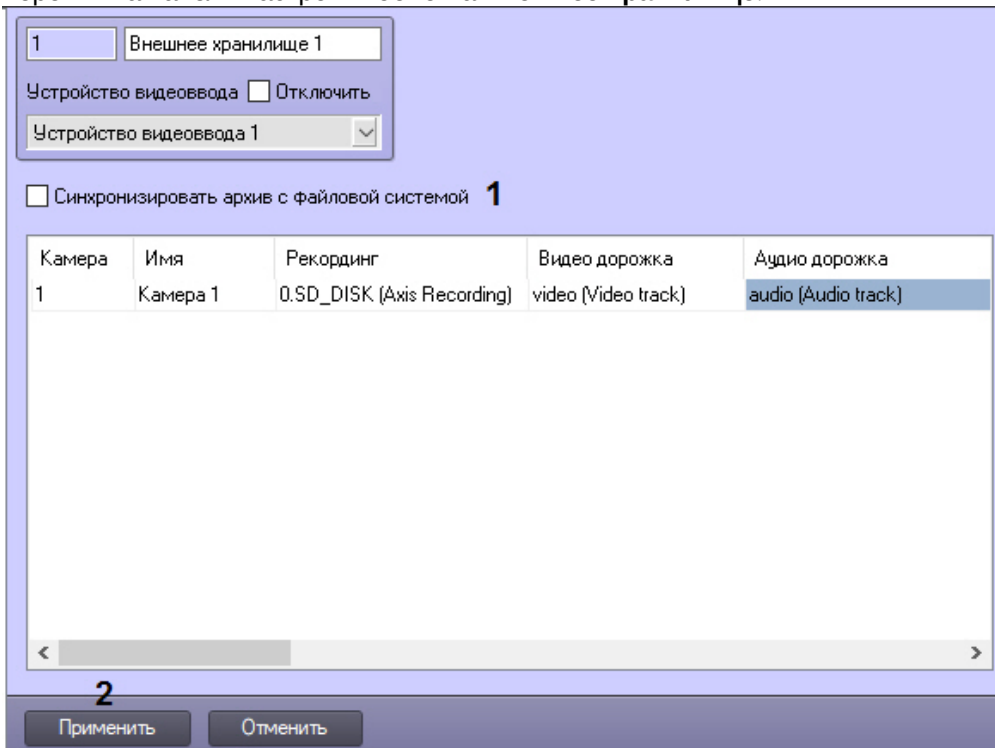 1 Внешнее хранилище 1
Устройство видеоввода Отключить
Устройство видеоввода 1
Синхронизировать архив с файловой системой 1
Камера Имя Рекординг Видео дорожка Аудио дорожка
1 Камера 1 0.SD_DISK (Axis Recording) video (Video track) audio (Audio track)
2
Применить Отменить